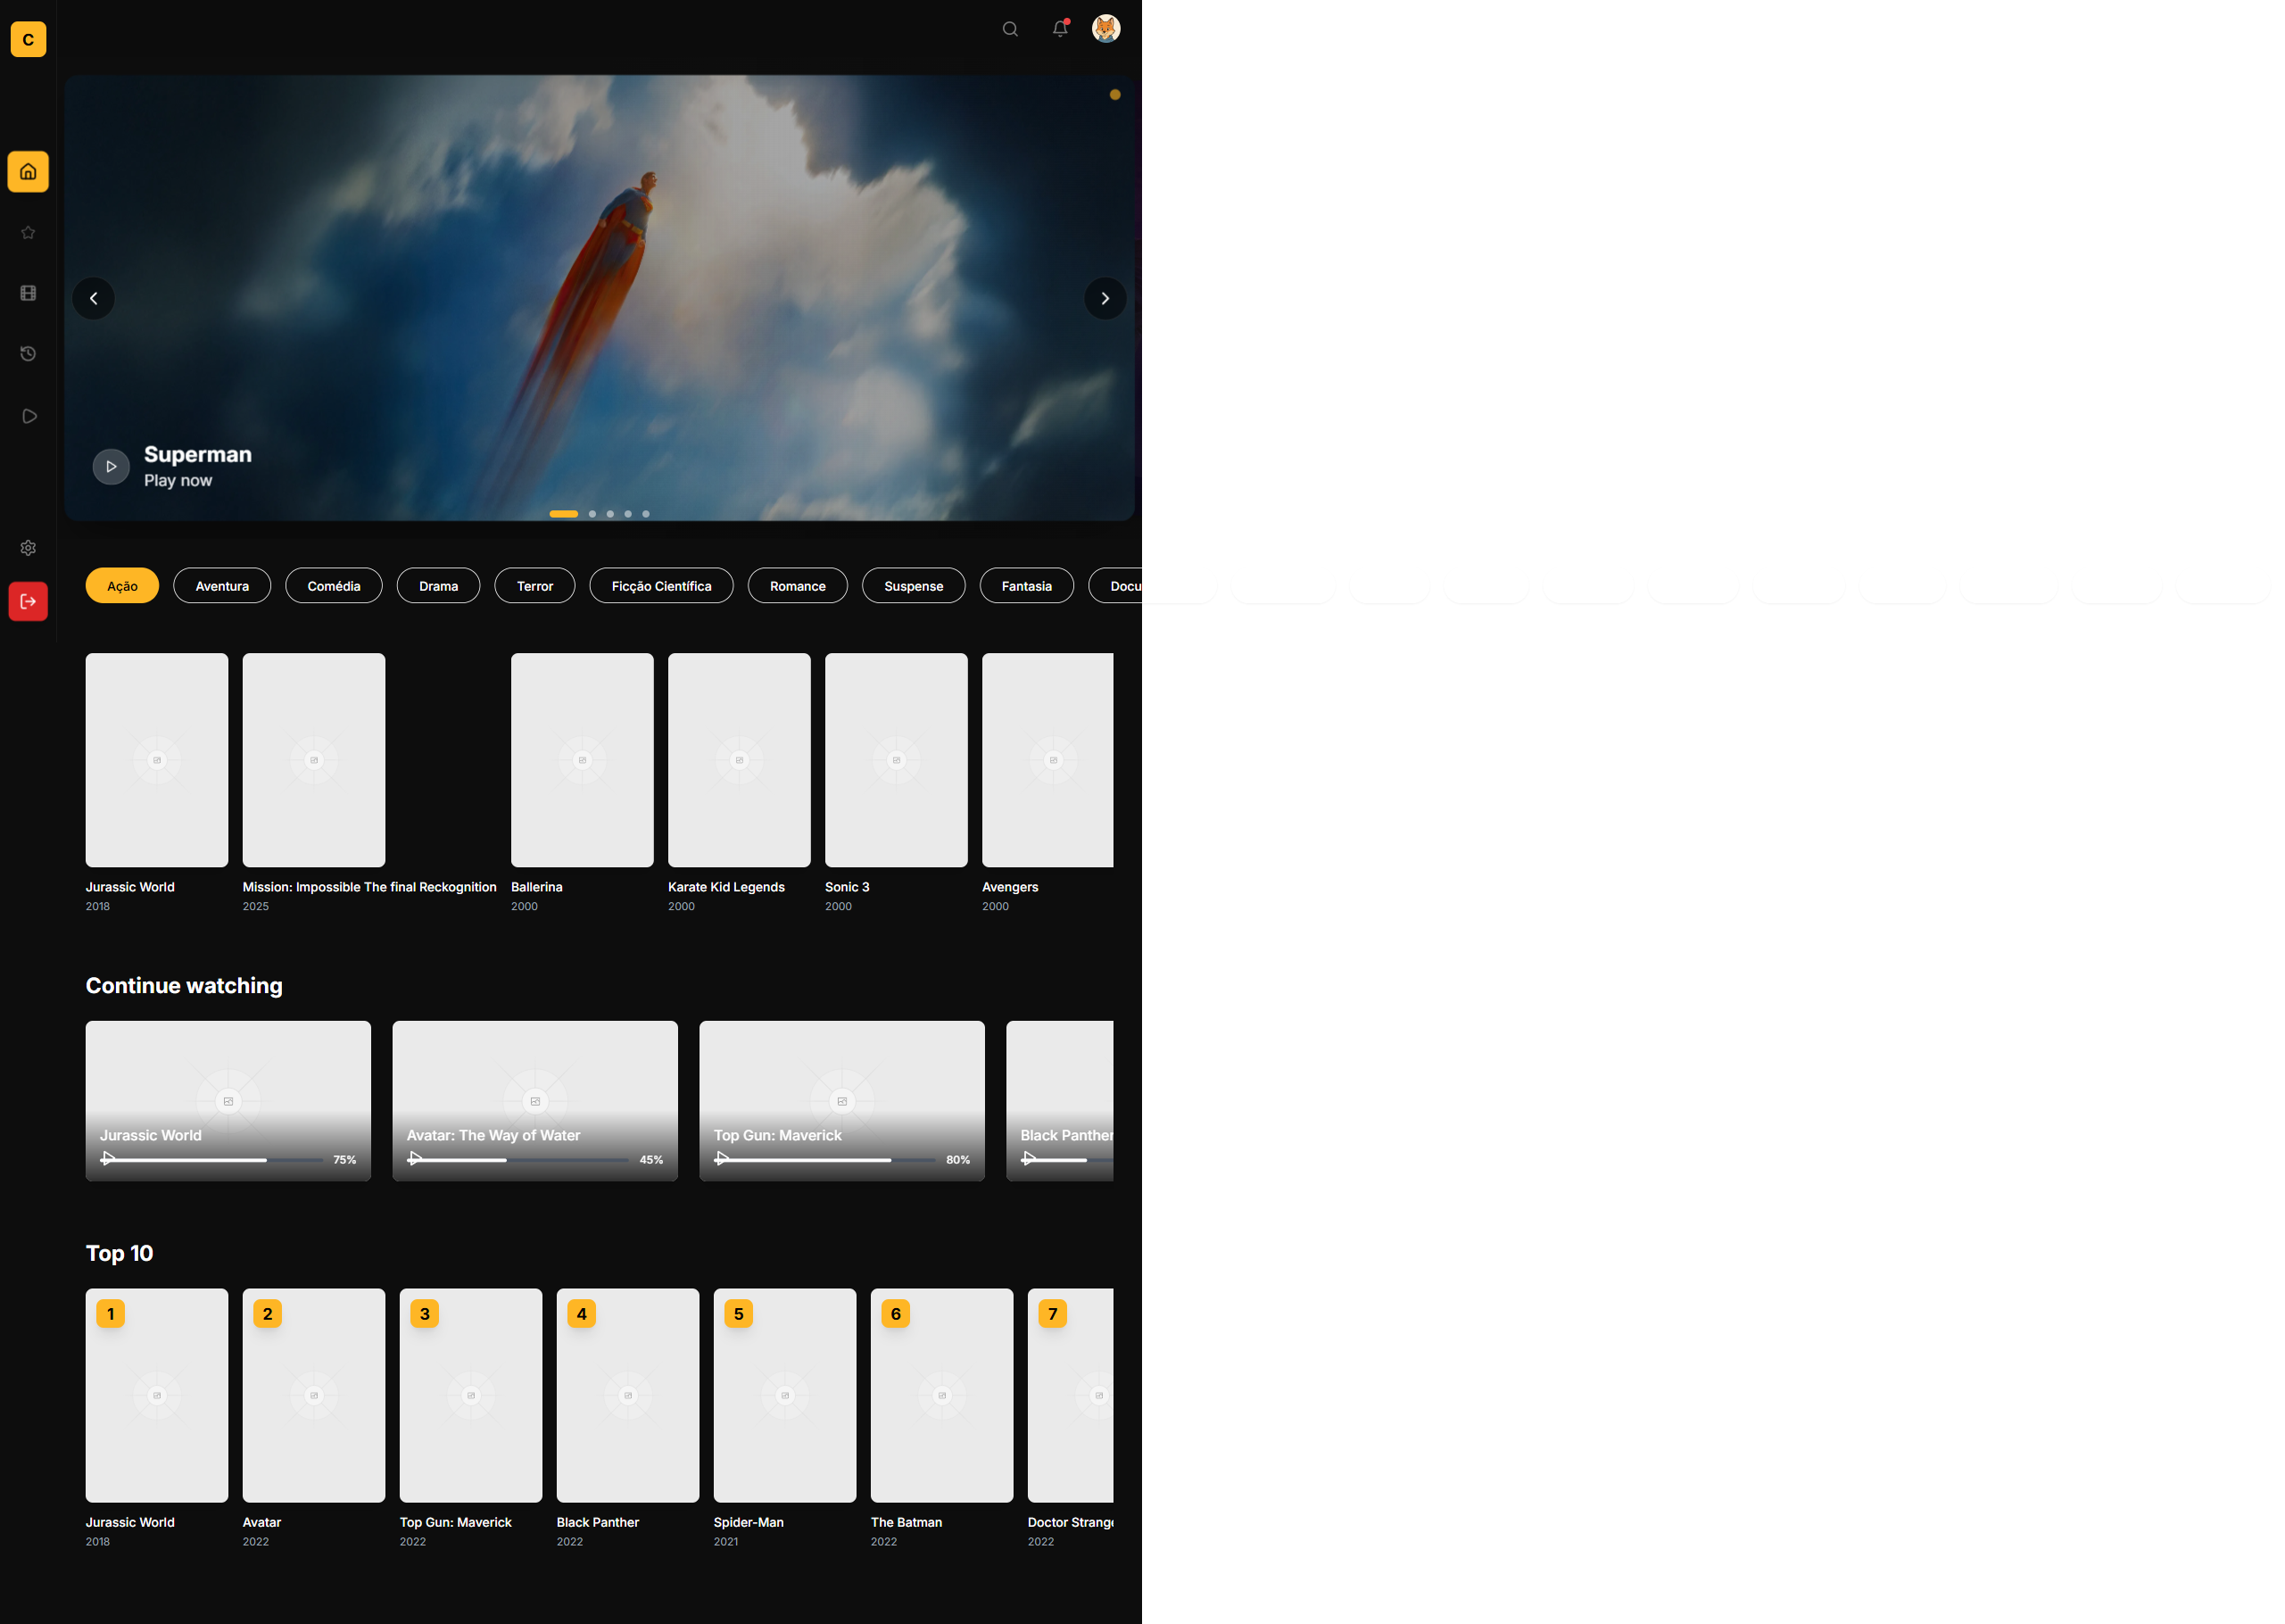 C
Superman
Play now
Ação Aventura Comédia Drama Terror Ficção Científica Romance Suspense Fantasia Docu
Jurassic World Mission: Impossible The final Reckognition Ballerina Karate Kid Legends Sonic 3 Avengers
2018 2025 2000 2000 2000 2000
Continue watching
Jurassic World Avatar: The Way of Water Top Gun: Maverick Black Panther
75% 45% 80%
Top 10
1 2 3 4 5 6 7
Jurassic World Avatar Top Gun: Maverick Black Panther Spider-Man The Batman Doctor Strange
2018 2022 2022 2022 2021 2022 2022